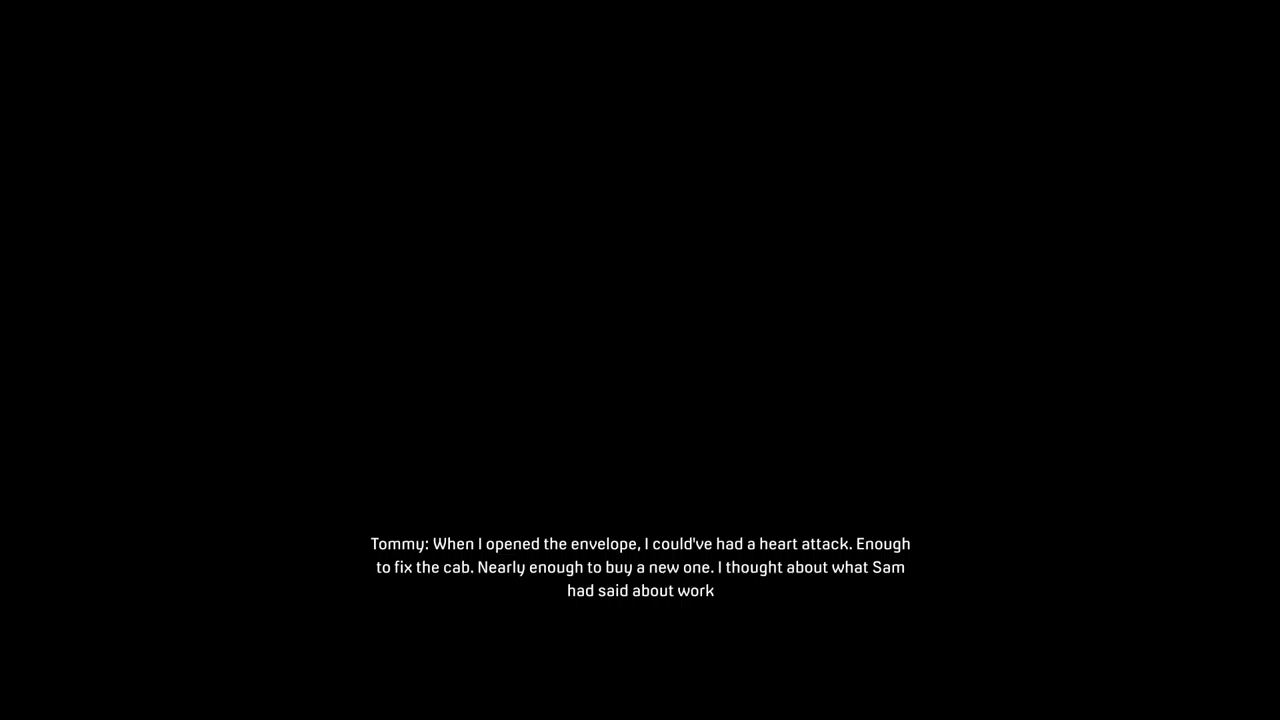 Tommy: When I opened the envelope, I could've had a heart attack. Enough
to fix the cab. Nearly enough to buy a new one. I thought about what Sam
had said about work